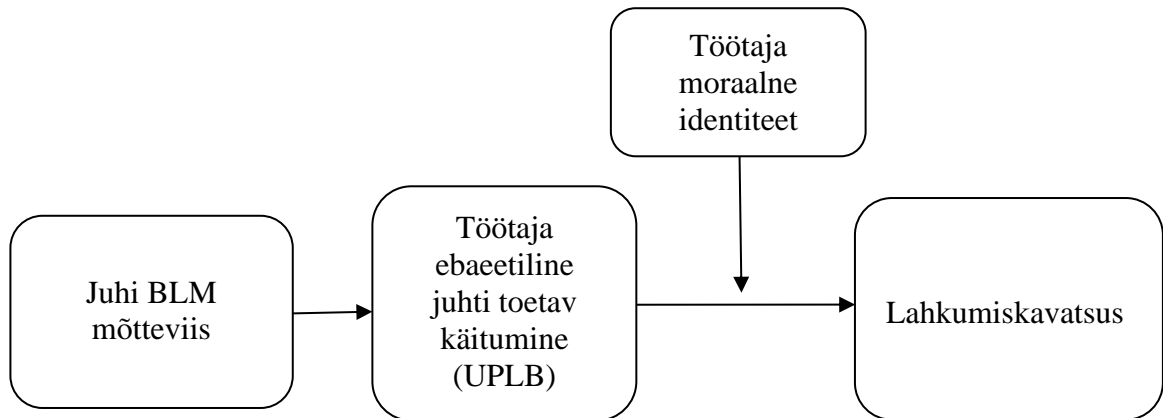 Töötaja
moraalne
identiteet
Juhi BLM
mõtteviis
Töötaja
ebaeetiline
juhti toetav
käitumine
(UPLB)
Lahkumiskavatsus